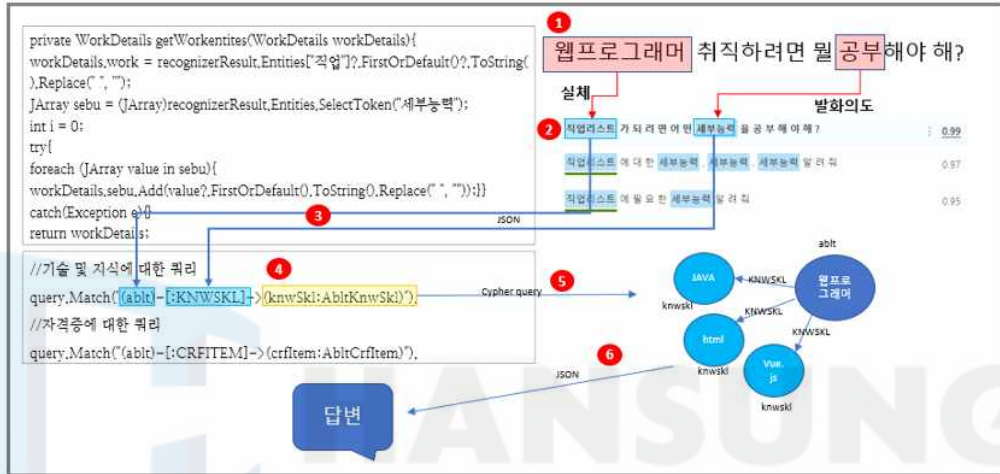 private WorkDetails getWorkentites(WorkDetails workDetails){
workDetails.work = recognizerResult.Entities["직업"]?.FirstOrDefault()?.ToString(
).Replace(" ", "");
JArray sebu = (JArray)recognizerResult.Entities.SelectToken("세부능력");
int i = 0;
try{
foreach (JArray value in sebu){
workDetails.sebu.Add(value?.FirstOrDefault().ToString().Replace(" ", ""));}}
catch(Exception e){}
return workDetails;
1
웹프로그래머 취직하려면 뭘 공부해야 해?
실체
발화의도
2
직업리스트 가 되 려 면 어 떤 세부능력 을 공 부 해 야 해 ? 0.99
직업리스트 에 대 한 세부능력 , 세부능력 , 세부능력 알 려 줘 0.97
직업리스트 에 필 요 한 세부능력 알 려 줘 0.95
3
JSON
//기술 및 지식에 대한 쿼리
4
query.Match("(ablt)-[:KNWSKL]->(knwSkl:AbltKnwSkl)").
//자격증에 대한 쿼리
query.Match("(ablt)-[:CRFITEM]->(crfItem:AbltCrfItem)").
Cypher query
5
ablt
웹프로
그래머
KNWSKL
JAVA
knwskl
KNWSKL
html
knwskl
KNWSKL
Vue.
js
knwskl
6
JSON
답변
HANSUNG